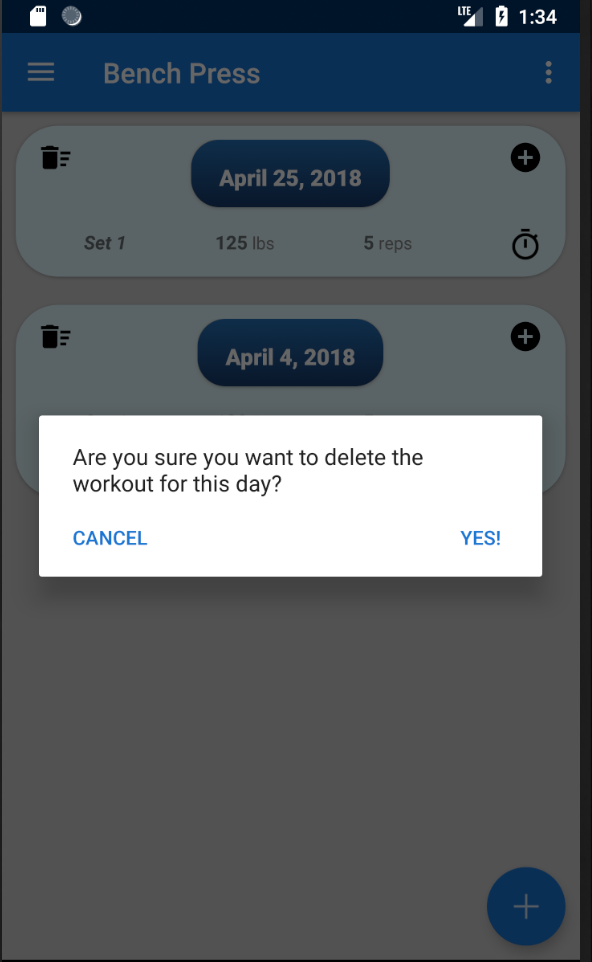 LTE 1:34
Bench Press
April 25, 2018
Set 1 125 lbs 5 reps
April 4, 2018
Are you sure you want to delete the
workout for this day?
CANCEL YES!